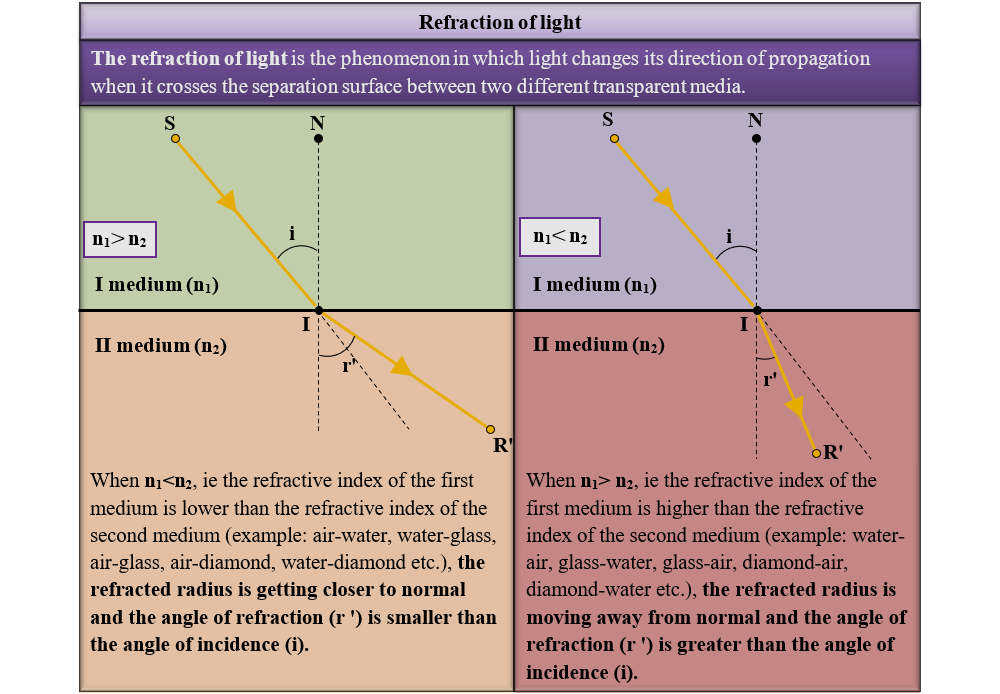 Refraction of light
The refraction of light is the phenomenon in which light changes its direction of propagation
when it crosses the separation surface between two different transparent media.
S
N
n₁> n₂
i
I medium (n₁)
I
II medium (n₂)
r'
R'
When n₁<n₂, ie the refractive index of the first
medium is lower than the refractive index of the
second medium (example: air-water, water-glass,
air-glass, air-diamond, water-diamond etc.), the
refracted radius is getting closer to normal
and the angle of refraction (r ') is smaller than
the angle of incidence (i).
S
N
n₁< n₂
i
I medium (n₁)
I
II medium (n₂)
r'
R'
When n₁> n₂, ie the refractive index of the
first medium is higher than the refractive
index of the second medium (example: water-
air, glass-water, glass-air, diamond-air,
diamond-water etc.), the refracted radius is
moving away from normal and the angle of
refraction (r ') is greater than the angle of
incidence (i).